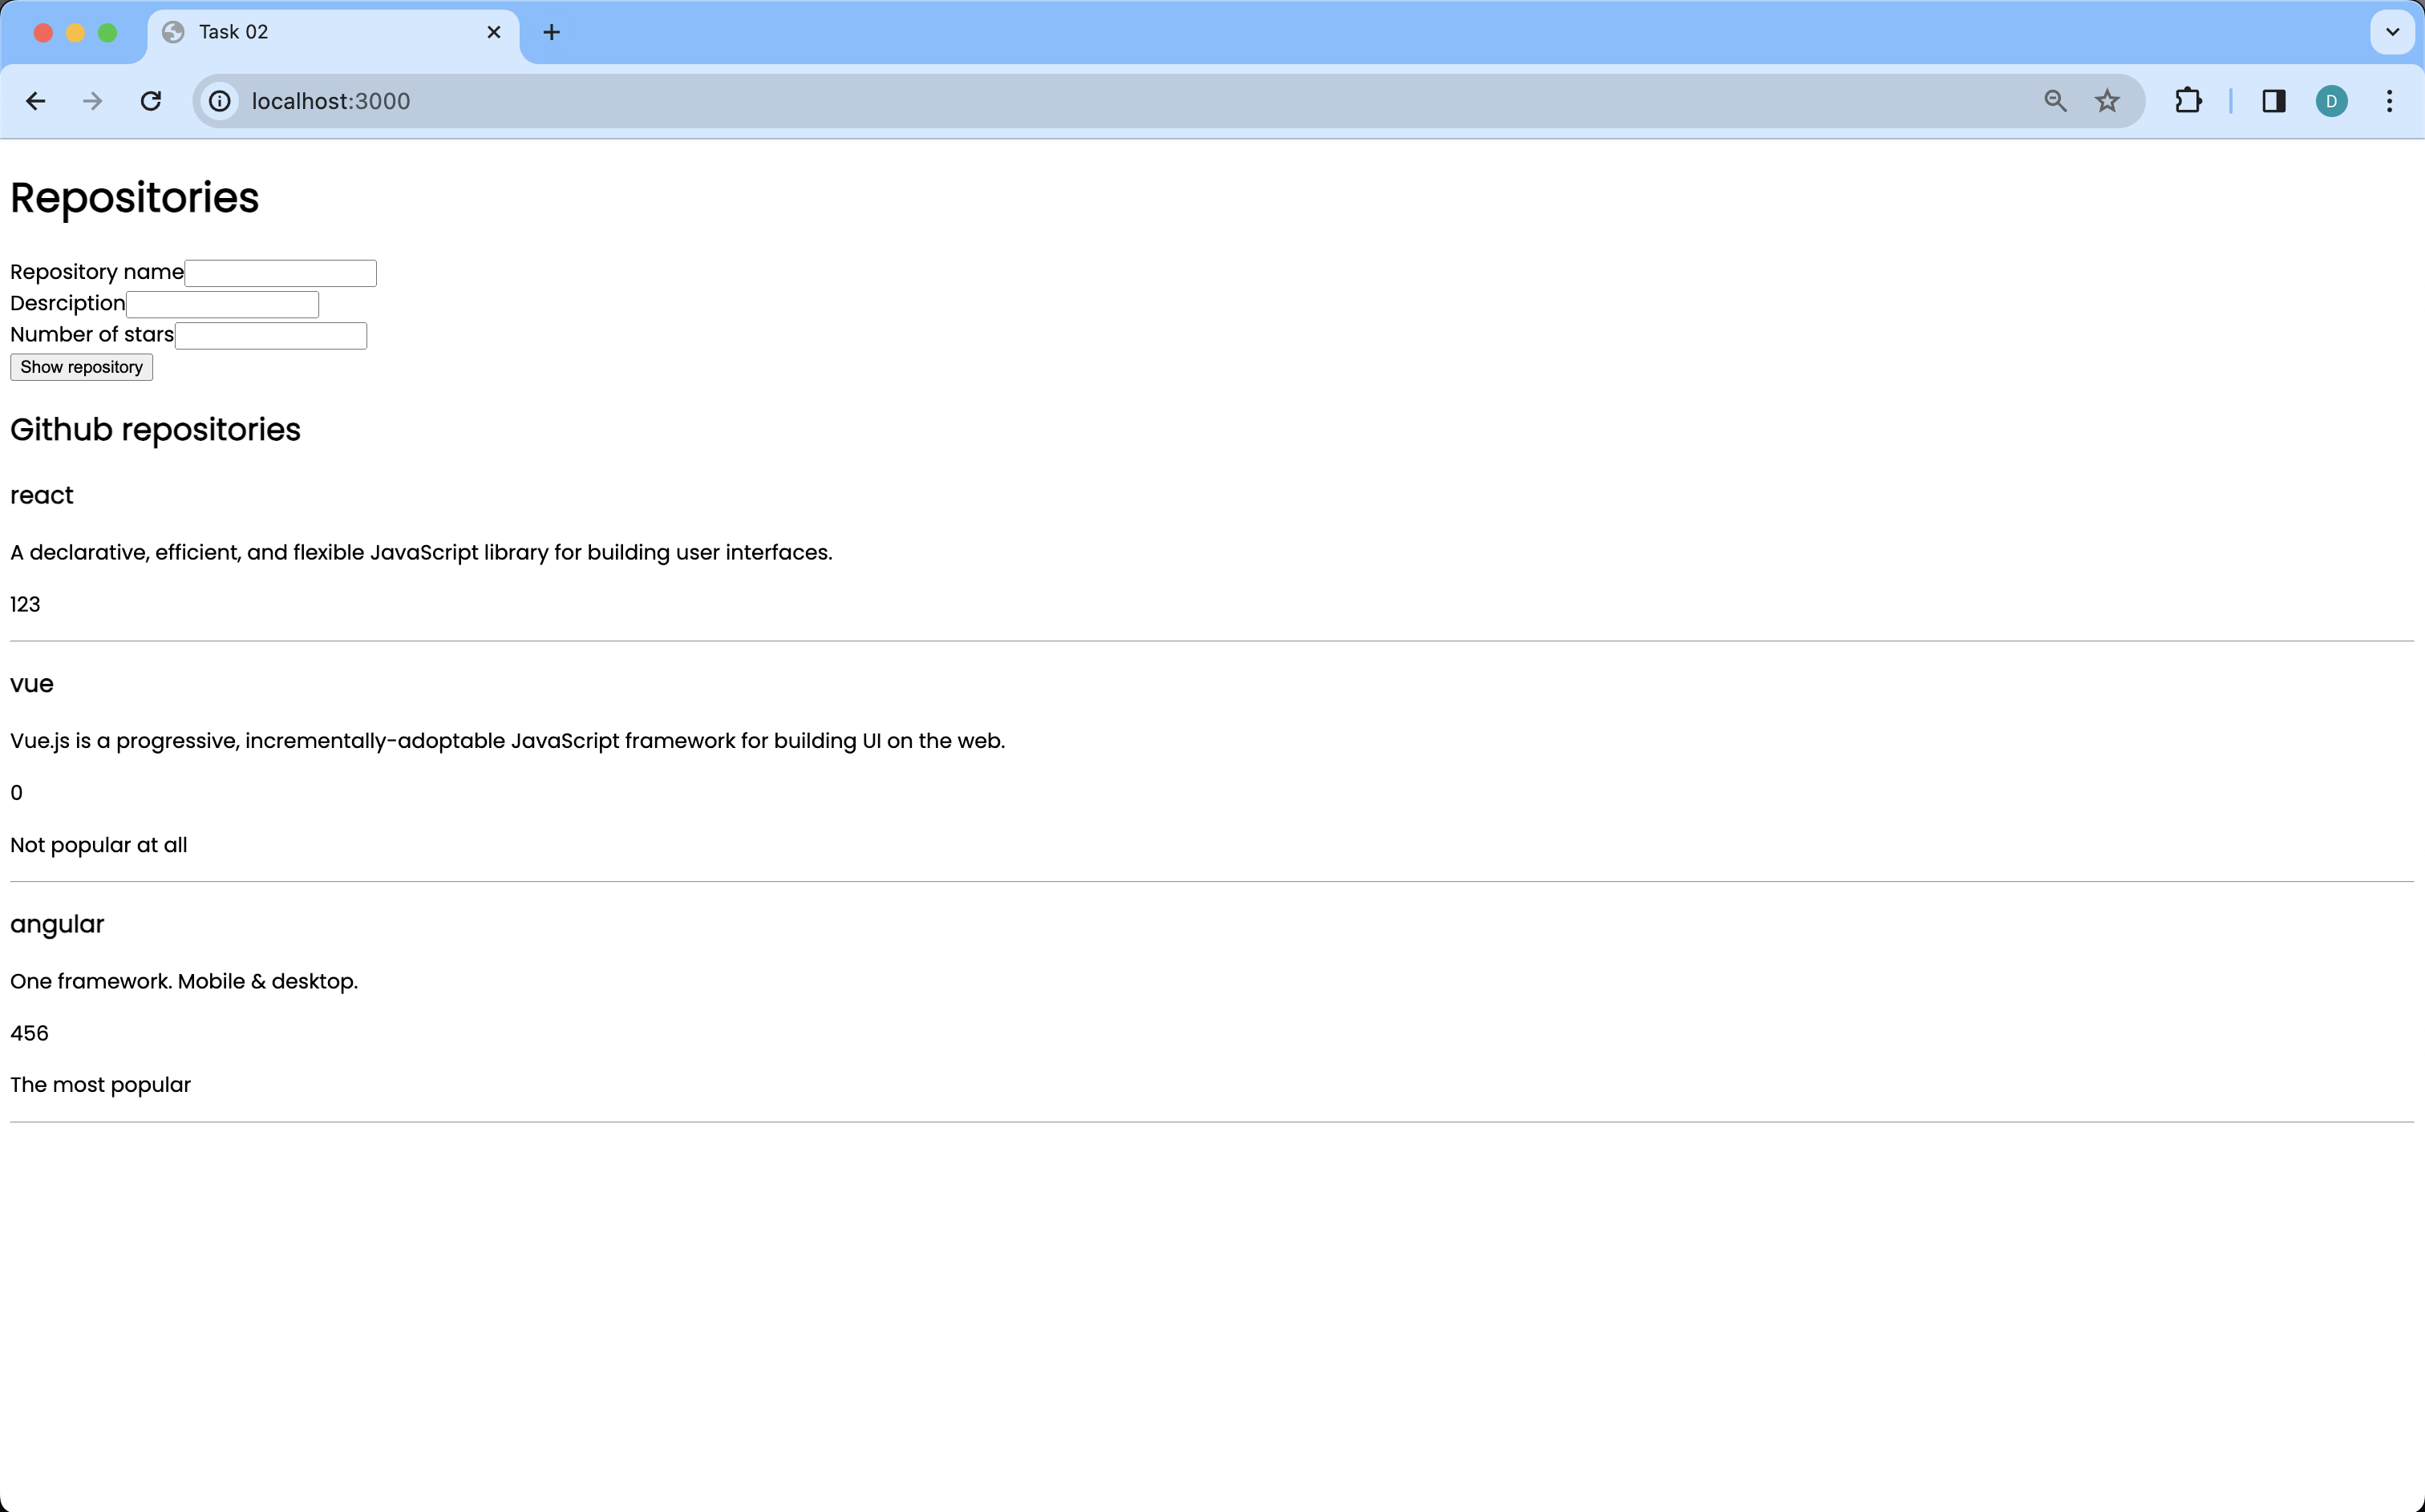 Task 02
localhost:3000
D
Repositories
Repository name
Desrciption
Number of stars
Show repository
Github repositories
react
A declarative, efficient, and flexible JavaScript library for building user interfaces.
123
vue
Vue.js is a progressive, incrementally-adoptable JavaScript framework for building UI on the web.
0
Not popular at all
angular
One framework. Mobile & desktop.
456
The most popular